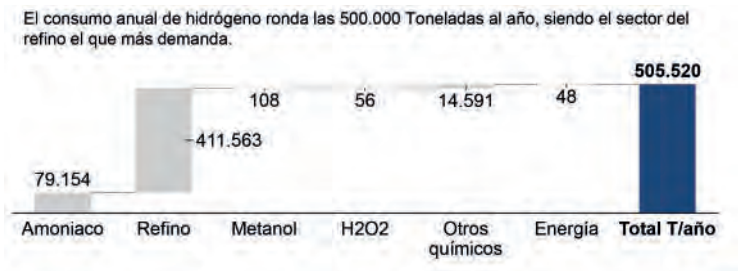 El consumo anual de hidrógeno ronda las 500.000 Toneladas al año, siendo el sector del
refino el que más demanda.
505.520
108
56
14.591
48
411.563
79.154
Amoniaco
Refino
Metanol
H2O2
Otros
químicos
Energía
Total T/año